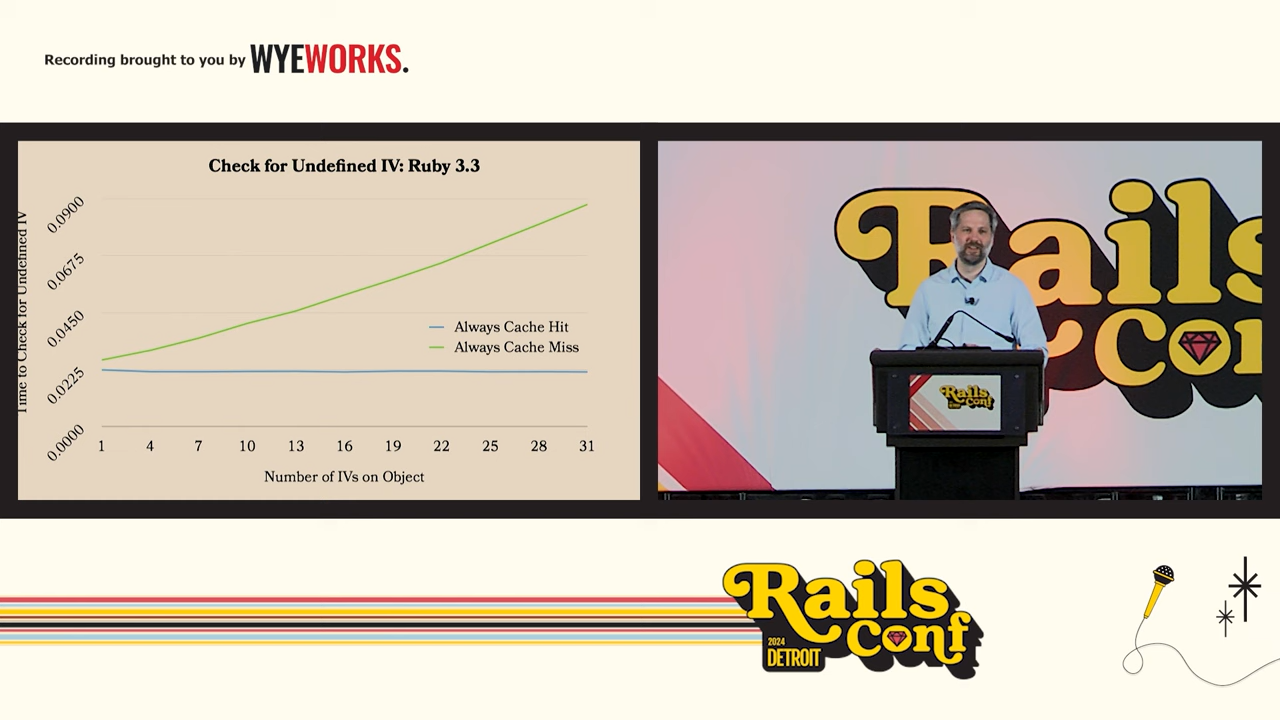 Recording brought to you by WYEWORKS.
Check for Undefined IV: Ruby 3.3
Time to Check for Undefined IV
0.0900
0.0675
0.0450
0.0225
0.0000
Always Cache Hit
Always Cache Miss
1 4 7 10 13 16 19 22 25 28 31
Number of IVs on Object
Rails
Conf
Rails
Conf
Rails
Conf
2024
DETROIT